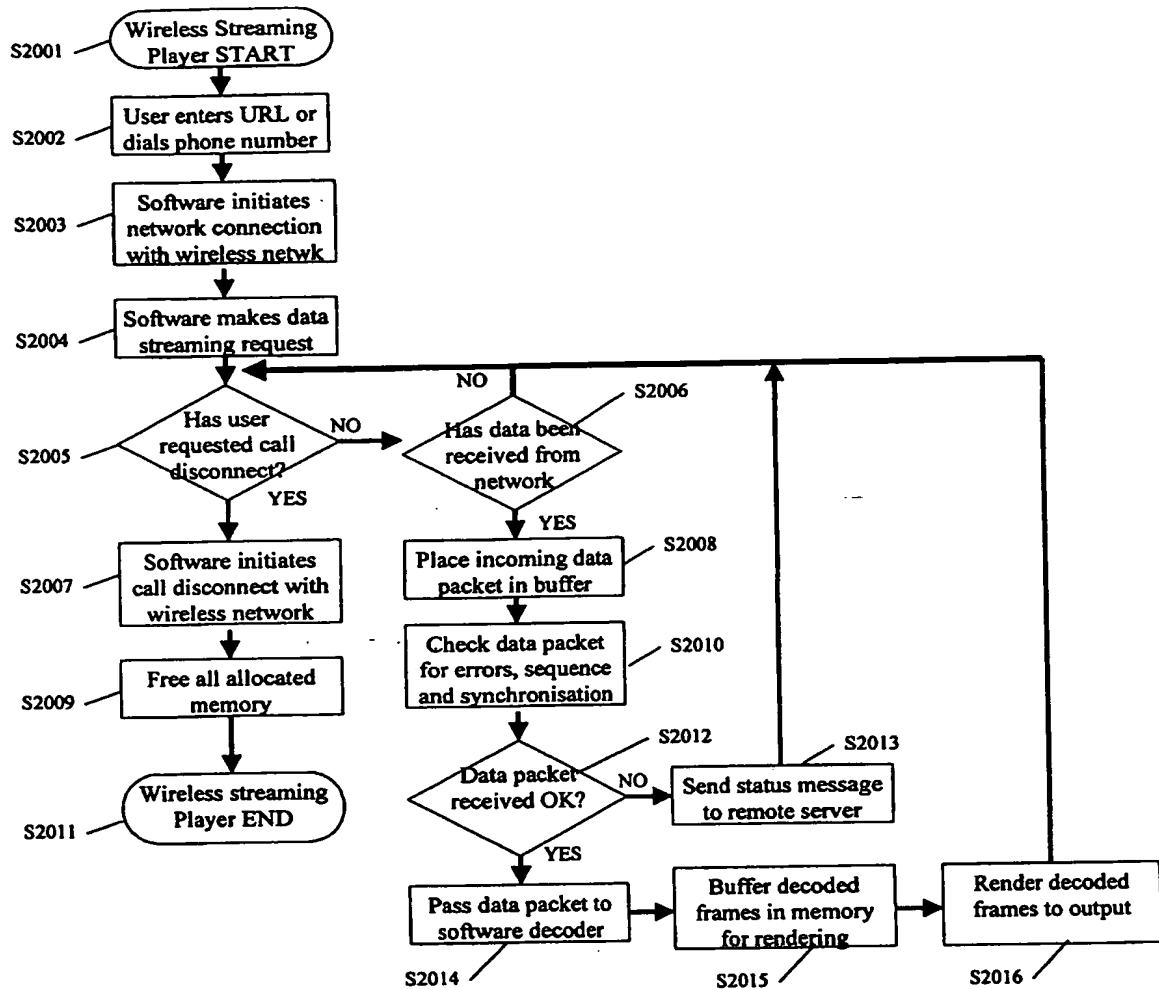 S2001
Wireless Streaming
Player START
S2002
User enters URL or
dials phone number
S2003
Software initiates
network connection
with wireless netwk
S2004
Software makes data
streaming request
S2005
Has user
requested call
disconnect?
NO
YES
NO
S2006
Has data been
received from
network
YES
S2007
Software initiates
call disconnect with
wireless network
S2008
Place incoming data
packet in buffer
S2009
Free all allocated
memory
S2010
Check data packet
for errors, sequence
and synchronisation
S2011
Wireless streaming
Player END
S2012
Data packet
received OK?
NO
YES
S2013
Send status message
to remote server
Pass data packet to
software decoder
S2014
Buffer decoded
frames in memory
for rendering
S2015
Render decoded
frames to output
S2016